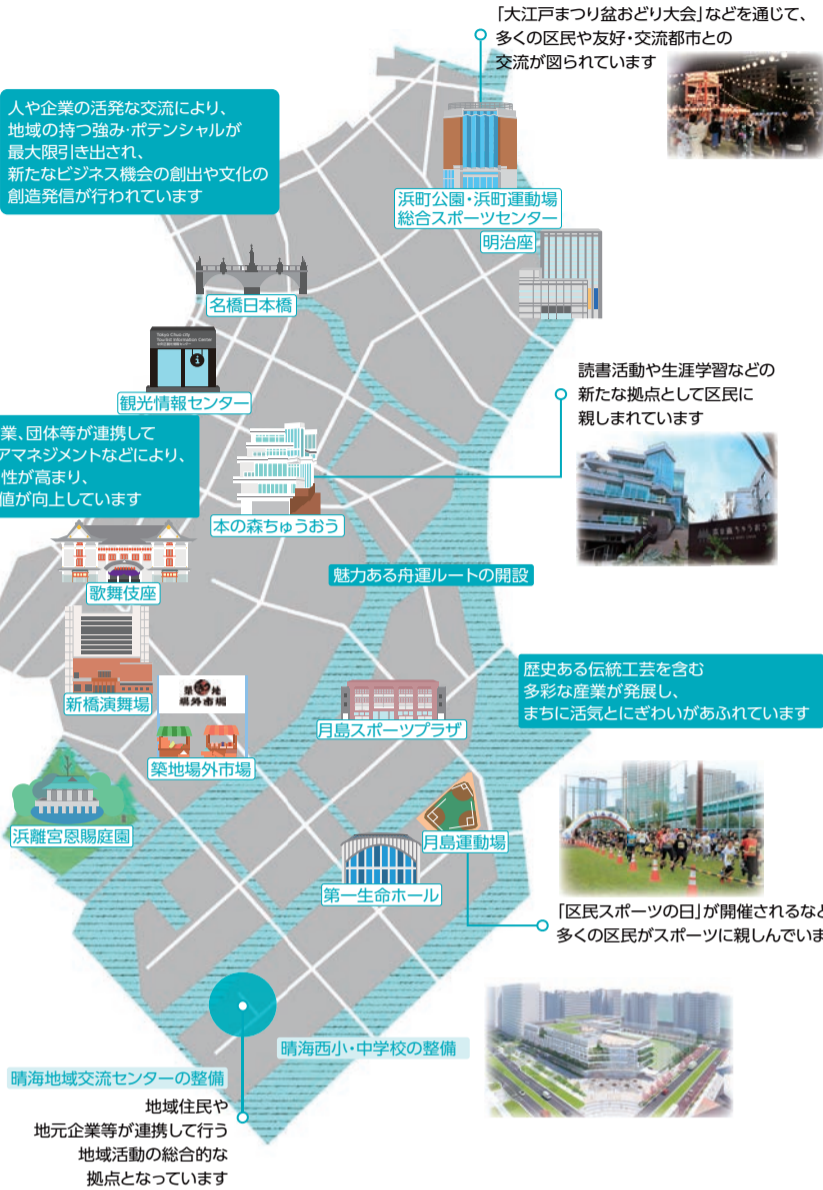 「大江戸まつり盆おどり大会」などを通じて、
多くの区民や友好・交流都市との
交流が図られています
人や企業の活発な交流により、
地域の持つ強み・ポテンシャルが
最大限引き出され、
新たなビジネス機会の創出や文化の
創造発信が行われています
浜町公園・浜町運動場
総合スポーツセンター
明治座
名橋日本橋
Tokyo Chuo city
Tourist Information Center
観光情報センター
読書活動や生涯学習などの
新たな拠点として区民に
親しまれています
業、団体等が連携して
アマネジメントなどにより、
性が高まり、
値が向上しています
本の森ちゅうおう
歌舞伎座
魅力ある舟運ルートの開設
新橋演舞場
築地
場外市場
築地場外市場
歴史ある伝統工芸を含む
多彩な産業が発展し、
まちに活気とにぎわいがあふれています
月島スポーツプラザ
浜離宮恩賜庭園
月島運動場
第一生命ホール
「区民スポーツの日」が開催されるなど
多くの区民がスポーツに親しんでいま
晴海西小・中学校の整備
晴海地域交流センターの整備
地域住民や
地元企業等が連携して行う
地域活動の総合的な
拠点となっています